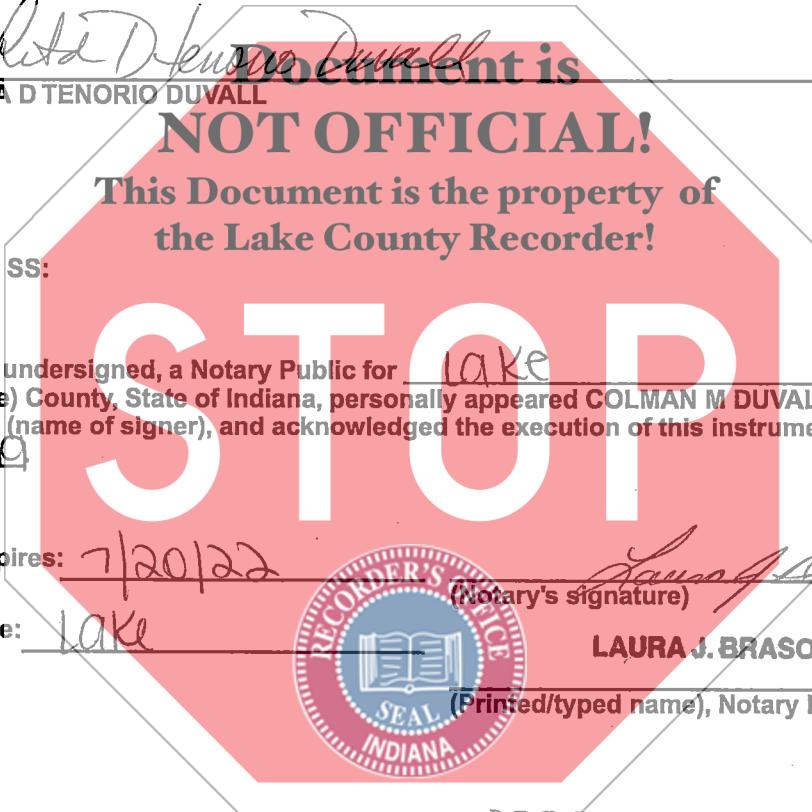 D Tenorio Duvall
Document is
A D TENORIO DUVALL
NOT OFFICIAL!
This Document is the property of
the Lake County Recorder!
SS:
STOP
undersigned, a Notary Public for Lake
e) County, State of Indiana, personally appeared COLMAN M DUVAL
(name of signer), and acknowledged the execution of this instrume
pires: 7/20/22
(Notary's signature)
e: Lake
LAURA J. BRASO
(Printed/typed name), Notary
RECORDER'S OFFICE
SEAL
INDIANA